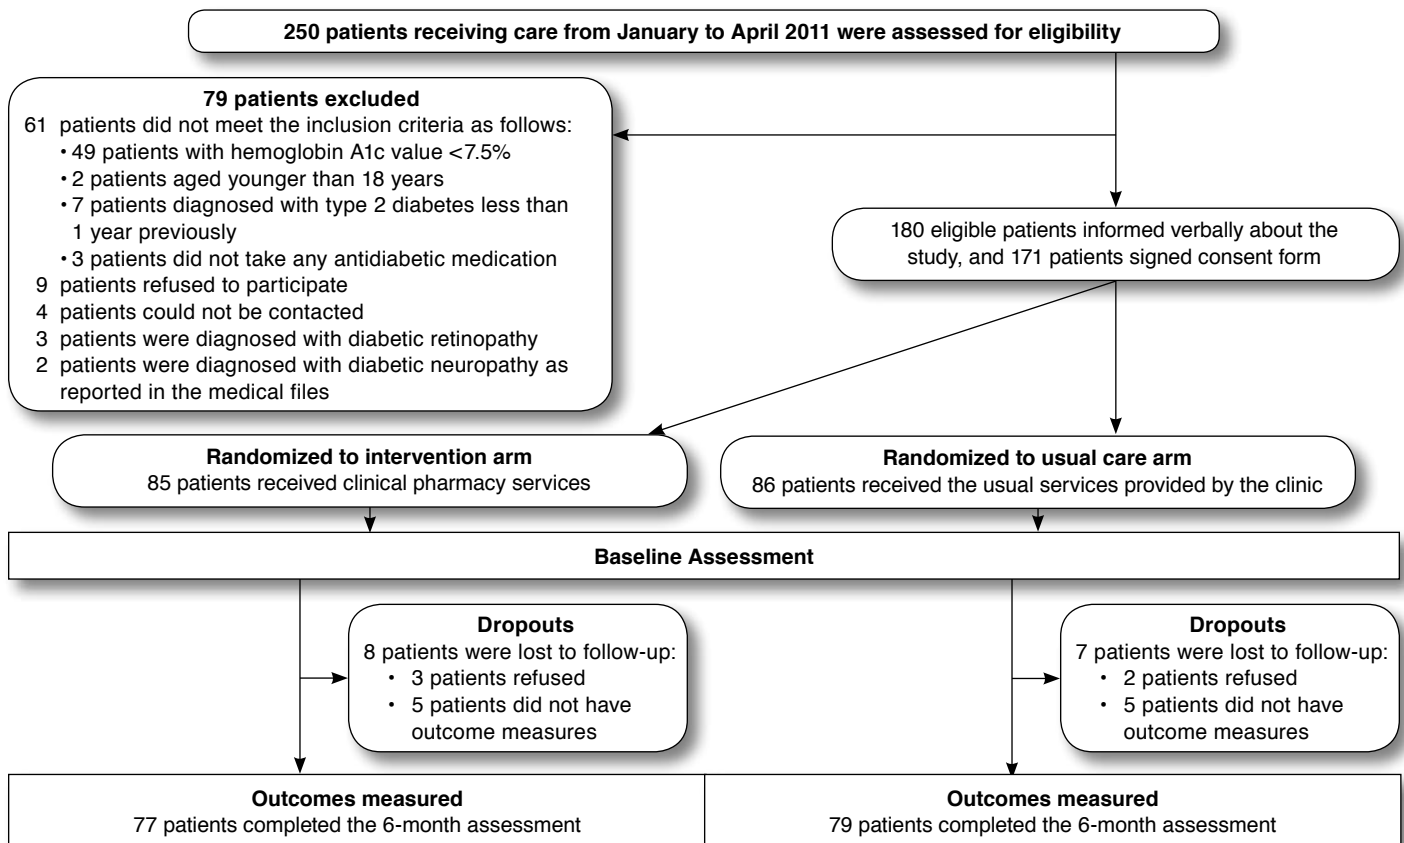 250 patients receiving care from January to April 2011 were assessed for eligibility
79 patients excluded
61 patients did not meet the inclusion criteria as follows:
• 49 patients with hemoglobin A1c value <7.5%
• 2 patients aged younger than 18 years
• 7 patients diagnosed with type 2 diabetes less than
1 year previously
• 3 patients did not take any antidiabetic medication
9 patients refused to participate
4 patients could not be contacted
3 patients were diagnosed with diabetic retinopathy
2 patients were diagnosed with diabetic neuropathy as
reported in the medical files
180 eligible patients informed verbally about the
study, and 171 patients signed consent form
Randomized to intervention arm
85 patients received clinical pharmacy services
Randomized to usual care arm
86 patients received the usual services provided by the clinic
Baseline Assessment
Dropouts
8 patients were lost to follow-up:
• 3 patients refused
• 5 patients did not have
outcome measures
Dropouts
7 patients were lost to follow-up:
• 2 patients refused
• 5 patients did not have
outcome measures
Outcomes measured
77 patients completed the 6-month assessment
Outcomes measured
79 patients completed the 6-month assessment